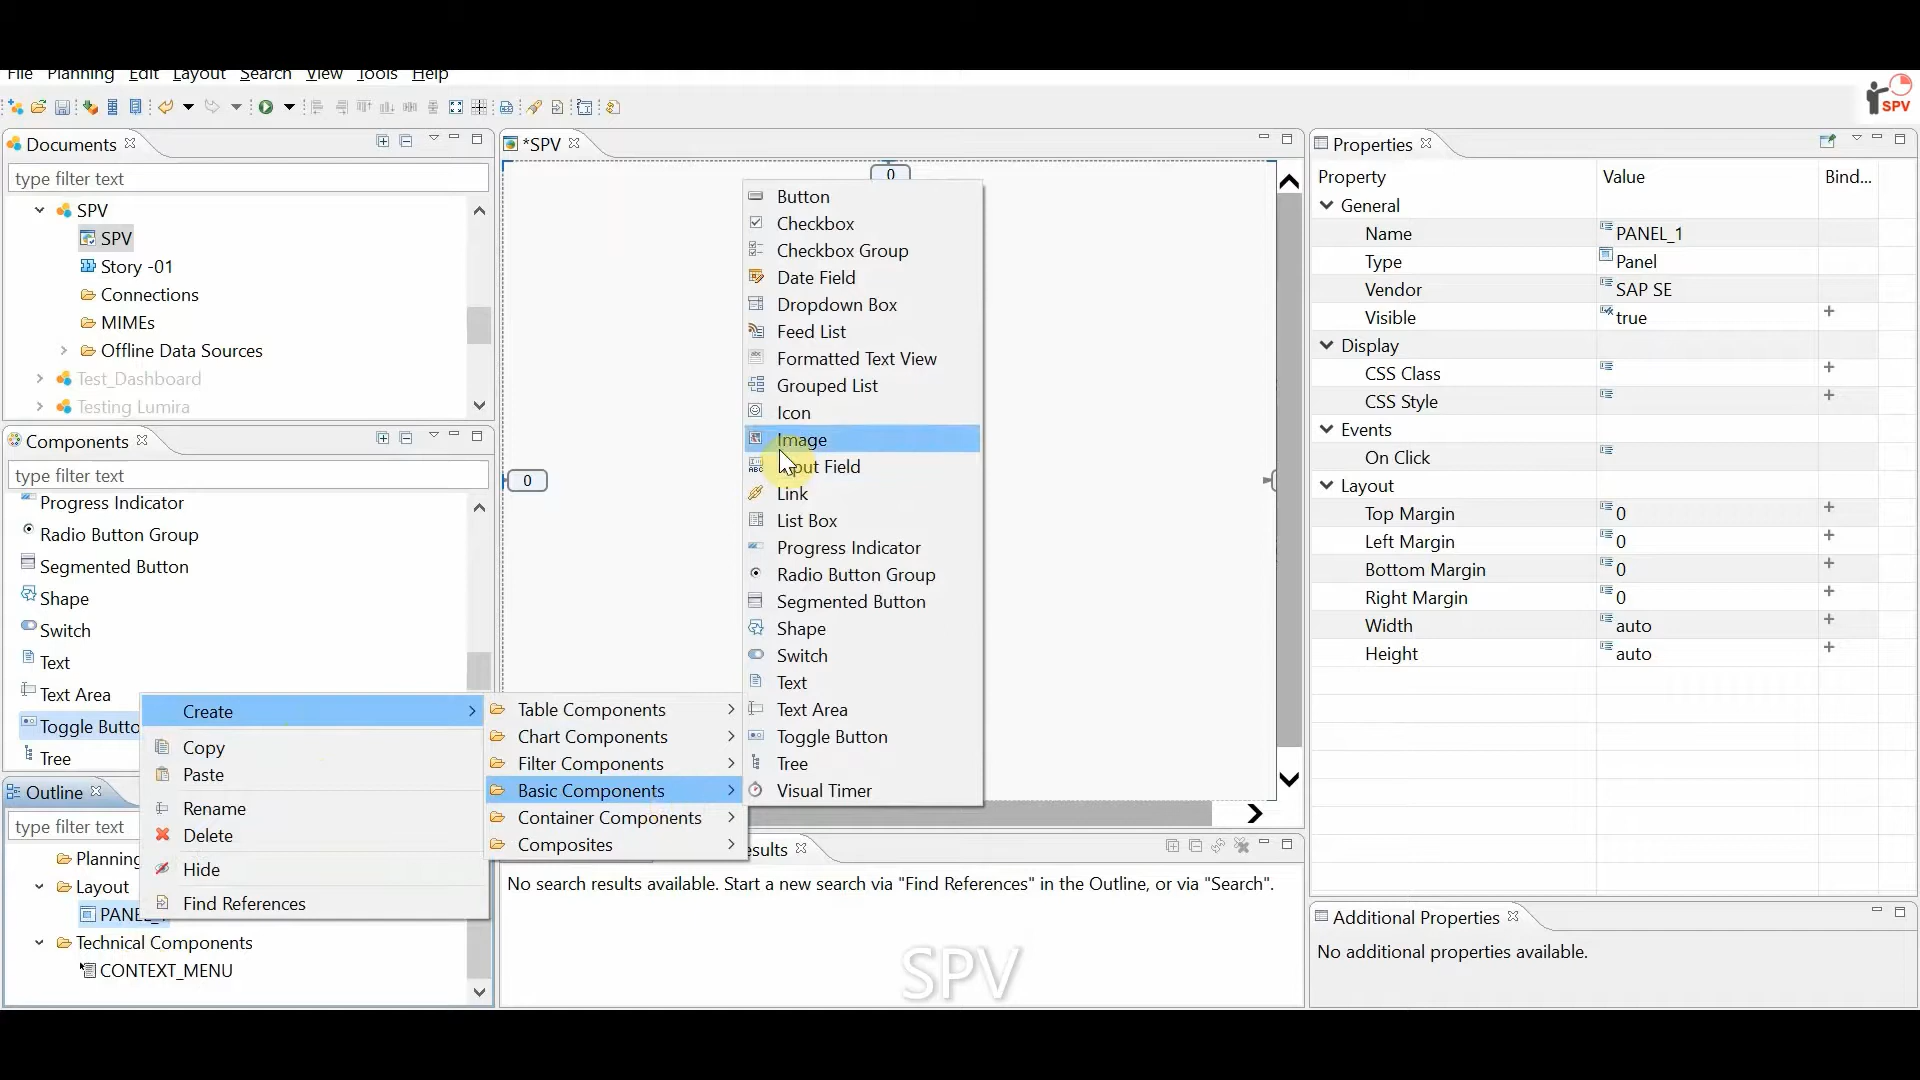 File Planning Edit Layout Search View Tools Help
SPV
Documents
type filter text
SPV
SPV
Story -01
Connections
MIMEs
Offline Data Sources
Test_Dashboard
Testing Lumira
Components
type filter text
Progress Indicator
Radio Button Group
Segmented Button
Shape
Switch
Text
Text Area
Toggle Butto
Tree
Outline
type filter text
Planning
Layout
PANEL_1
Technical Components
CONTEXT_MENU
Create
Copy
Paste
Rename
Delete
Hide
Find References
Table Components
Chart Components
Filter Components
Basic Components
Container Components
Composites
*SPV
0
0
Button
Checkbox
Checkbox Group
Date Field
Dropdown Box
Feed List
Formatted Text View
Grouped List
Icon
Image
Input Field
Link
List Box
Progress Indicator
Radio Button Group
Segmented Button
Shape
Switch
Text
Text Area
Toggle Button
Tree
Visual Timer
esults
No search results available. Start a new search via "Find References" in the Outline, or via "Search".
SPV
Properties
Property Value Bind...
General
Name PANEL_1
Type Panel
Vendor SAP SE
Visible true
Display
CSS Class
CSS Style
Events
On Click
Layout
Top Margin 0
Left Margin 0
Bottom Margin 0
Right Margin 0
Width auto
Height auto
Additional Properties
No additional properties available.